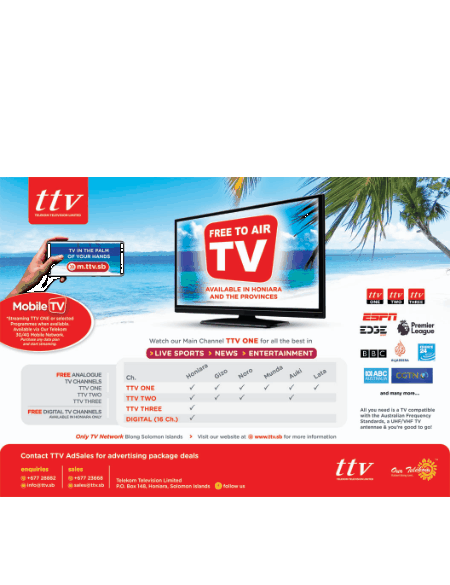 ttv
TELEKOM TELEVISION LIMITED
TV IN THE PALM
OF YOUR HANDS
m.ttv.sb
Mobile TV
*Streaming TTV ONE or selected
Programmes when available.
Available via Our Telekom
3G/4G Mobile Network.
Purchase any data plan
and start streaming.
FREE TO AIR
TV
AVAILABLE IN HONIARA
AND THE PROVINCES
Watch our Main Channel TTV ONE for all the best in
LIVE SPORTS > NEWS > ENTERTAINMENT
FREE ANALOGUE
TV CHANNELS
TTV ONE
TTV TWO
TTV THREE
FREE DIGITAL TV CHANNELS
AVAILABLE IN HONIARA ONLY
Ch. Honiara Gizo Noro Munda Auki Lata
TTV ONE ✓ ✓ ✓ ✓ ✓ ✓
TTV TWO ✓ ✓ ✓ ✓
TTV THREE ✓
DIGITAL (16 Ch.) ✓
ttv ttv ttv
ONE TWO THREE
ESPN
EDGE
SPORT
Premier
League
BBC
ALJAZEERA
FRANCE
24
ABC
AUSTRALIA
CGTN
and many more...
All you need is a TV compatible
with the Australian Frequency
Standards, a UHF/VHF TV
antennae & you're good to go!
Only TV Network Blong Solomon Islands > Visit our website at www.ttv.sb for more information
Contact TTV AdSales for advertising package deals
enquiries
+677 25852
info@ttv.sb
sales
+677 23858
sales@ttv.sb
Telekom Television Limited
P.O. Box 148, Honiara, Solomon Islands
follow us
ttv
TELEKOM TELEVISION LIMITED
Our Telekom